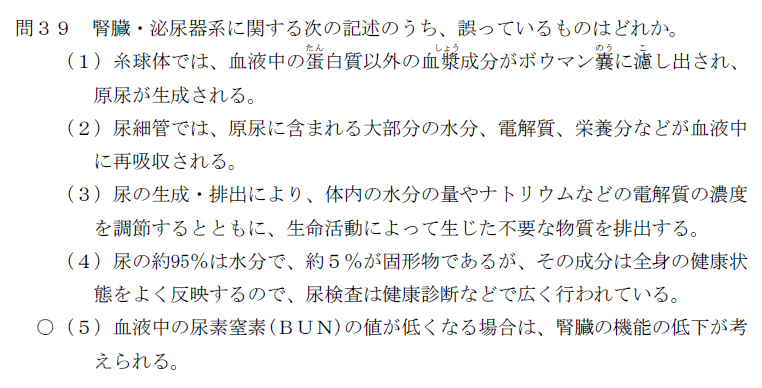 問３９　腎臓・泌尿器系に関する次の記述のうち、誤っているものはどれか。
たん　しょう　のう　こ
（１）糸球体では、血液中の蛋白質以外の血漿成分がボウマン嚢に濾し出され、
原尿が生成される。
（２）尿細管では、原尿に含まれる大部分の水分、電解質、栄養分などが血液中
に再吸収される。
（３）尿の生成・排出により、体内の水分の量やナトリウムなどの電解質の濃度
を調節するとともに、生命活動によって生じた不要な物質を排出する。
（４）尿の約95％は水分で、約５％が固形物であるが、その成分は全身の健康状
態をよく反映するので、尿検査は健康診断などで広く行われている。
○（５）血液中の尿素窒素（ＢＵＮ）の値が低くなる場合は、腎臓の機能の低下が考
えられる。